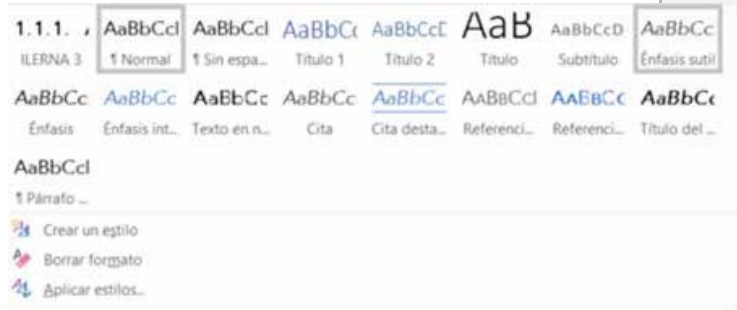 1.1.1. AaBbCcI AaBbCcI AaBbC( AaBbCcE AaB AaBbCcD AaBbCc
ILERNA 3 ¶ Normal ¶ Sin espa... Título 1 Título 2 Título Subtítulo Énfasis sutil
AaBbCc AaBbCc AaBbCc AaBbCc AaBbCc AABBCCI AABBCC AaBbCc
Énfasis Énfasis int... Texto en n... Cita Cita desta... Referenci... Referenci... Título del ...
AaBbCcI
¶ Párrafo ...
Crear un estilo
Borrar formato
Aplicar estilos...